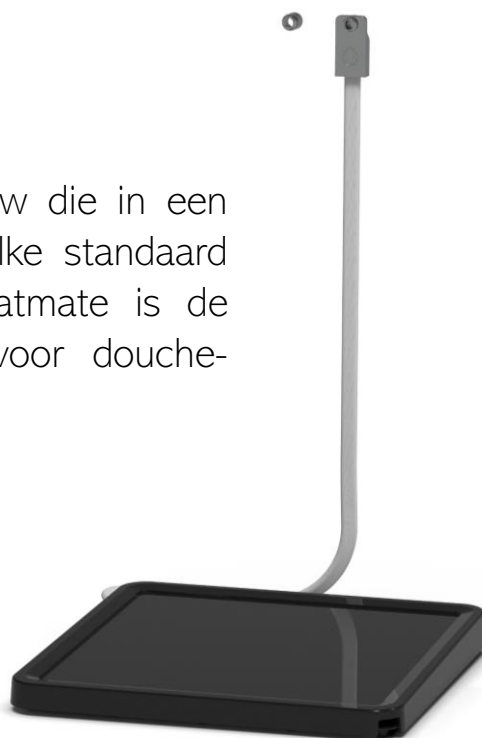 w die in een
lke standaard
atmate is de
voor douche-